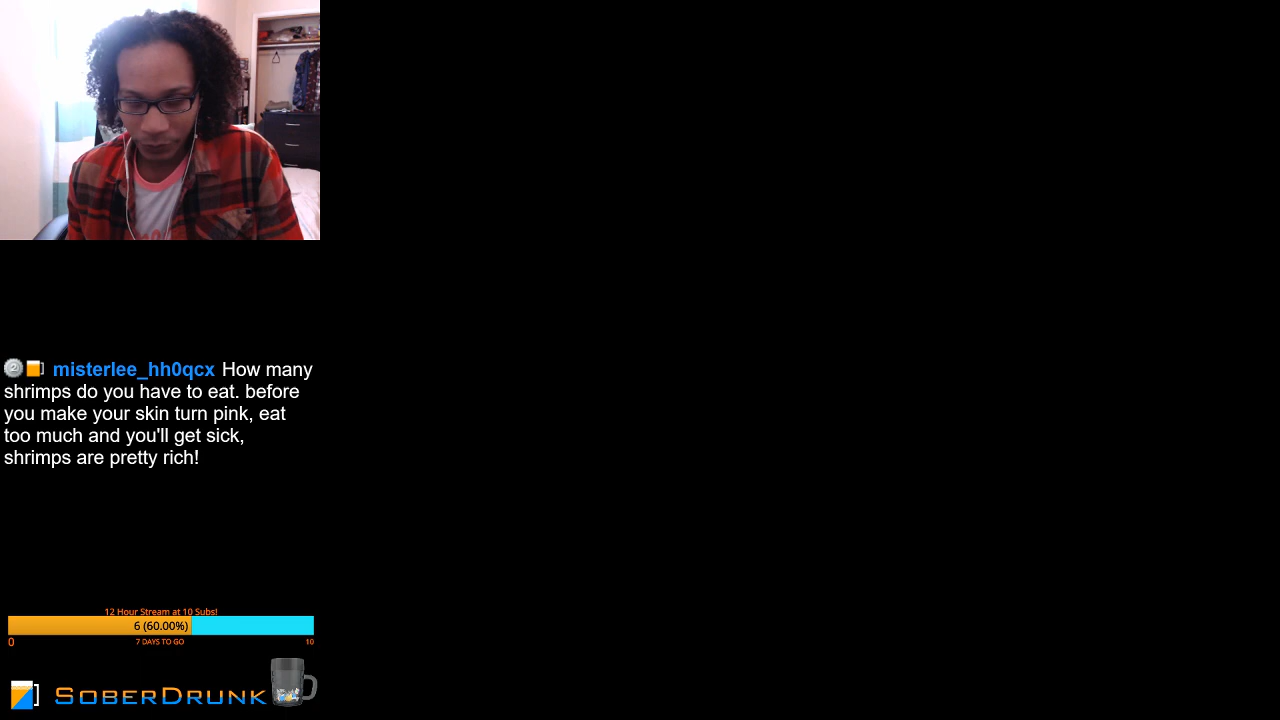 misterlee_hh0qcx How many
shrimps do you have to eat. before
you make your skin turn pink, eat
too much and you'll get sick,
shrimps are pretty rich!
12 Hour Stream at 10 Subs!
6 (60.00%)
0 7 DAYS TO GO 10
SOBERDRUNK